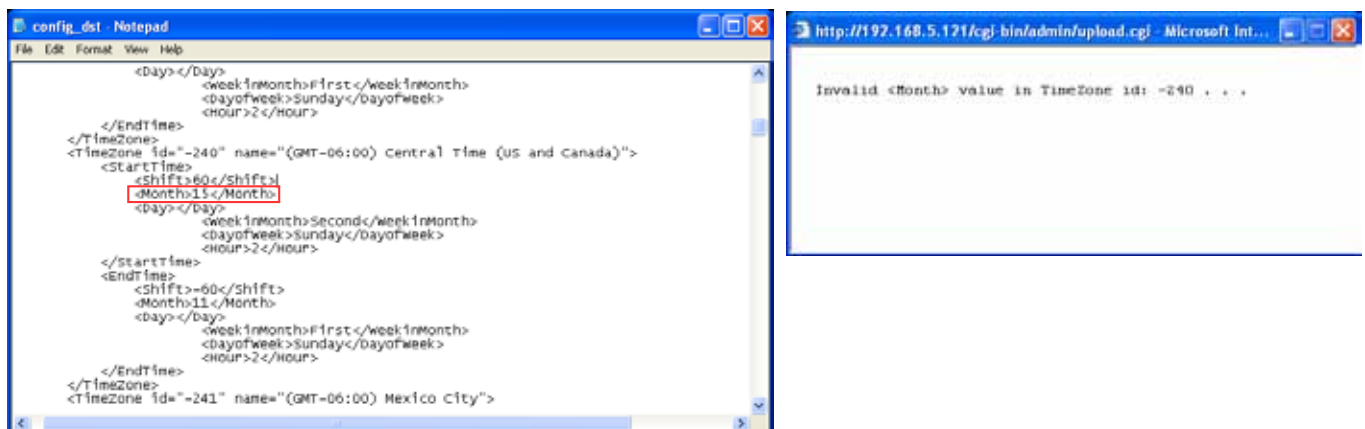 config_dst - Notepad
File Edit Format View Help
<Day></Day>
<WeekinMonth>First</WeekinMonth>
<DayofWeek>Sunday</DayofWeek>
<Hour>2</Hour>
</EndTime>
</TimeZone>
<TimeZone id="-240" name="(GMT-06:00) Central Time (US and Canada)">
<StartTime>
<Shift>60</Shift>
<Month>15</Month>
<Day></Day>
<WeekinMonth>Second</WeekinMonth>
<DayofWeek>Sunday</DayofWeek>
<Hour>2</Hour>
</StartTime>
<EndTime>
<Shift>-60</Shift>
<Month>11</Month>
<Day></Day>
<WeekinMonth>First</WeekinMonth>
<DayofWeek>Sunday</DayofWeek>
<Hour>2</Hour>
</EndTime>
</TimeZone>
<TimeZone id="-241" name="(GMT-06:00) Mexico City">
http://192.168.5.121/cgi-bin/admin/upload.cgi - Microsoft Int...
Invalid <Month> value in TimeZone id: -240 . . .